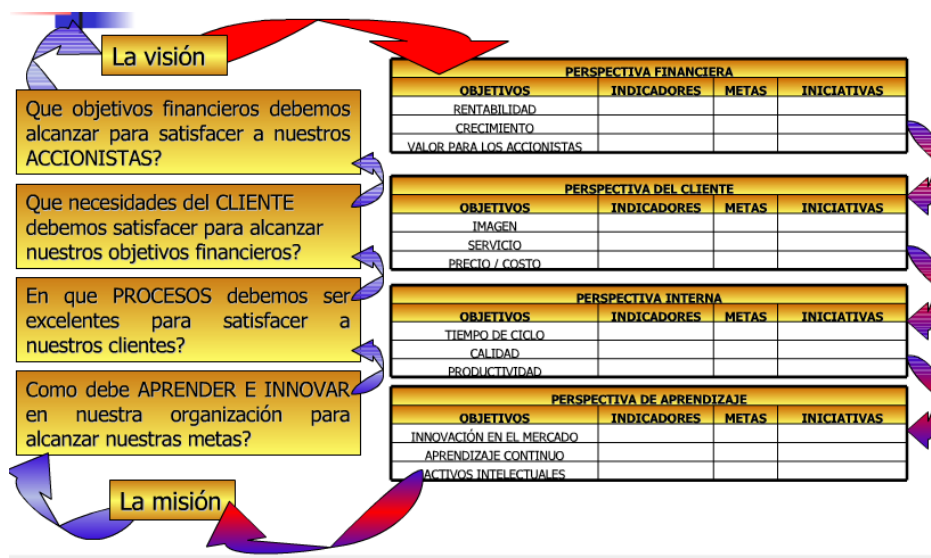 La visión
Que objetivos financieros debemos
alcanzar para satisfacer a nuestros
ACCIONISTAS?
Que necesidades del CLIENTE
debemos satisfacer para alcanzar
nuestros objetivos financieros?
En que PROCESOS debemos ser
excelentes para satisfacer a
nuestros clientes?
Como debe APRENDER E INNOVAR
en nuestra organización para
alcanzar nuestras metas?
La misión
PERSPECTIVA FINANCIERA
OBJETIVOS INDICADORES METAS INICIATIVAS
RENTABILIDAD
CRECIMIENTO
VALOR PARA LOS ACCIONISTAS
PERSPECTIVA DEL CLIENTE
OBJETIVOS INDICADORES METAS INICIATIVAS
IMAGEN
SERVICIO
PRECIO / COSTO
PERSPECTIVA INTERNA
OBJETIVOS INDICADORES METAS INICIATIVAS
TIEMPO DE CICLO
CALIDAD
PRODUCTIVIDAD
PERSPECTIVA DE APRENDIZAJE
OBJETIVOS INDICADORES METAS INICIATIVAS
INNOVACIÓN EN EL MERCADO
APRENDIZAJE CONTINUO
ACTIVOS INTELECTUALES